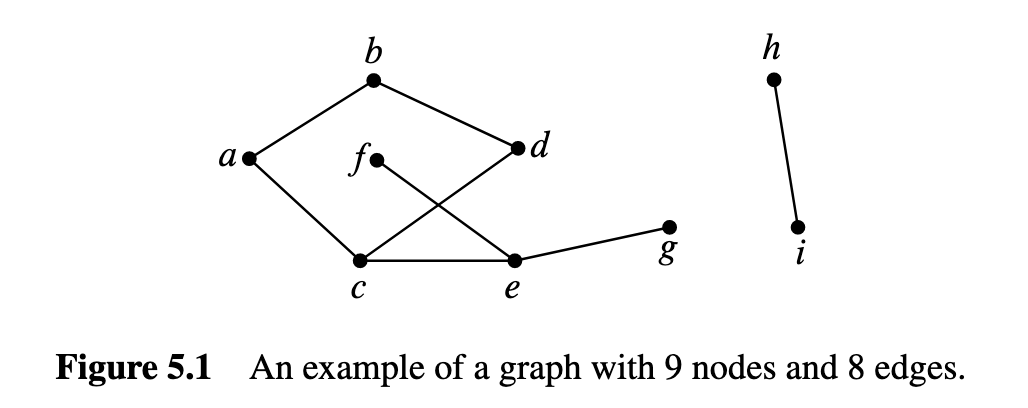 b
h
a
f
d
g
i
c
e
Figure 5.1 An example of a graph with 9 nodes and 8 edges.